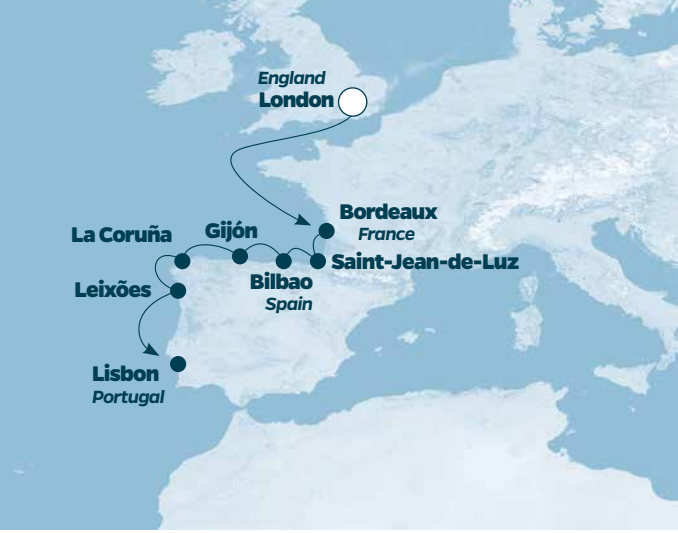 England
London
Bordeaux
France
La Coruña
Gijón
Saint-Jean-de-Luz
Bilbao
Spain
Leixões
Lisbon
Portugal